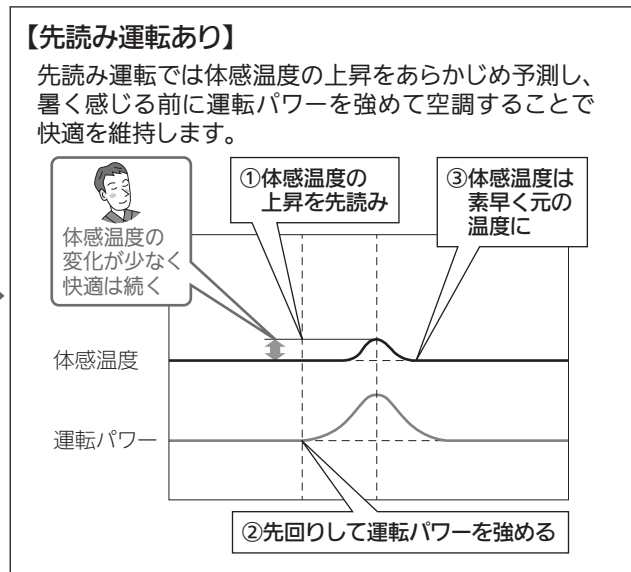 【先読み運転あり】
先読み運転では体感温度の上昇をあらかじめ予測し、
暑く感じる前に運転パワーを強めて空調することで
快適を維持します。
①体感温度の
上昇を先読み
③体感温度は
素早く元の
温度に
体感温度の
変化が少なく
快適は続く
体感温度
運転パワー
②先回りして運転パワーを強める